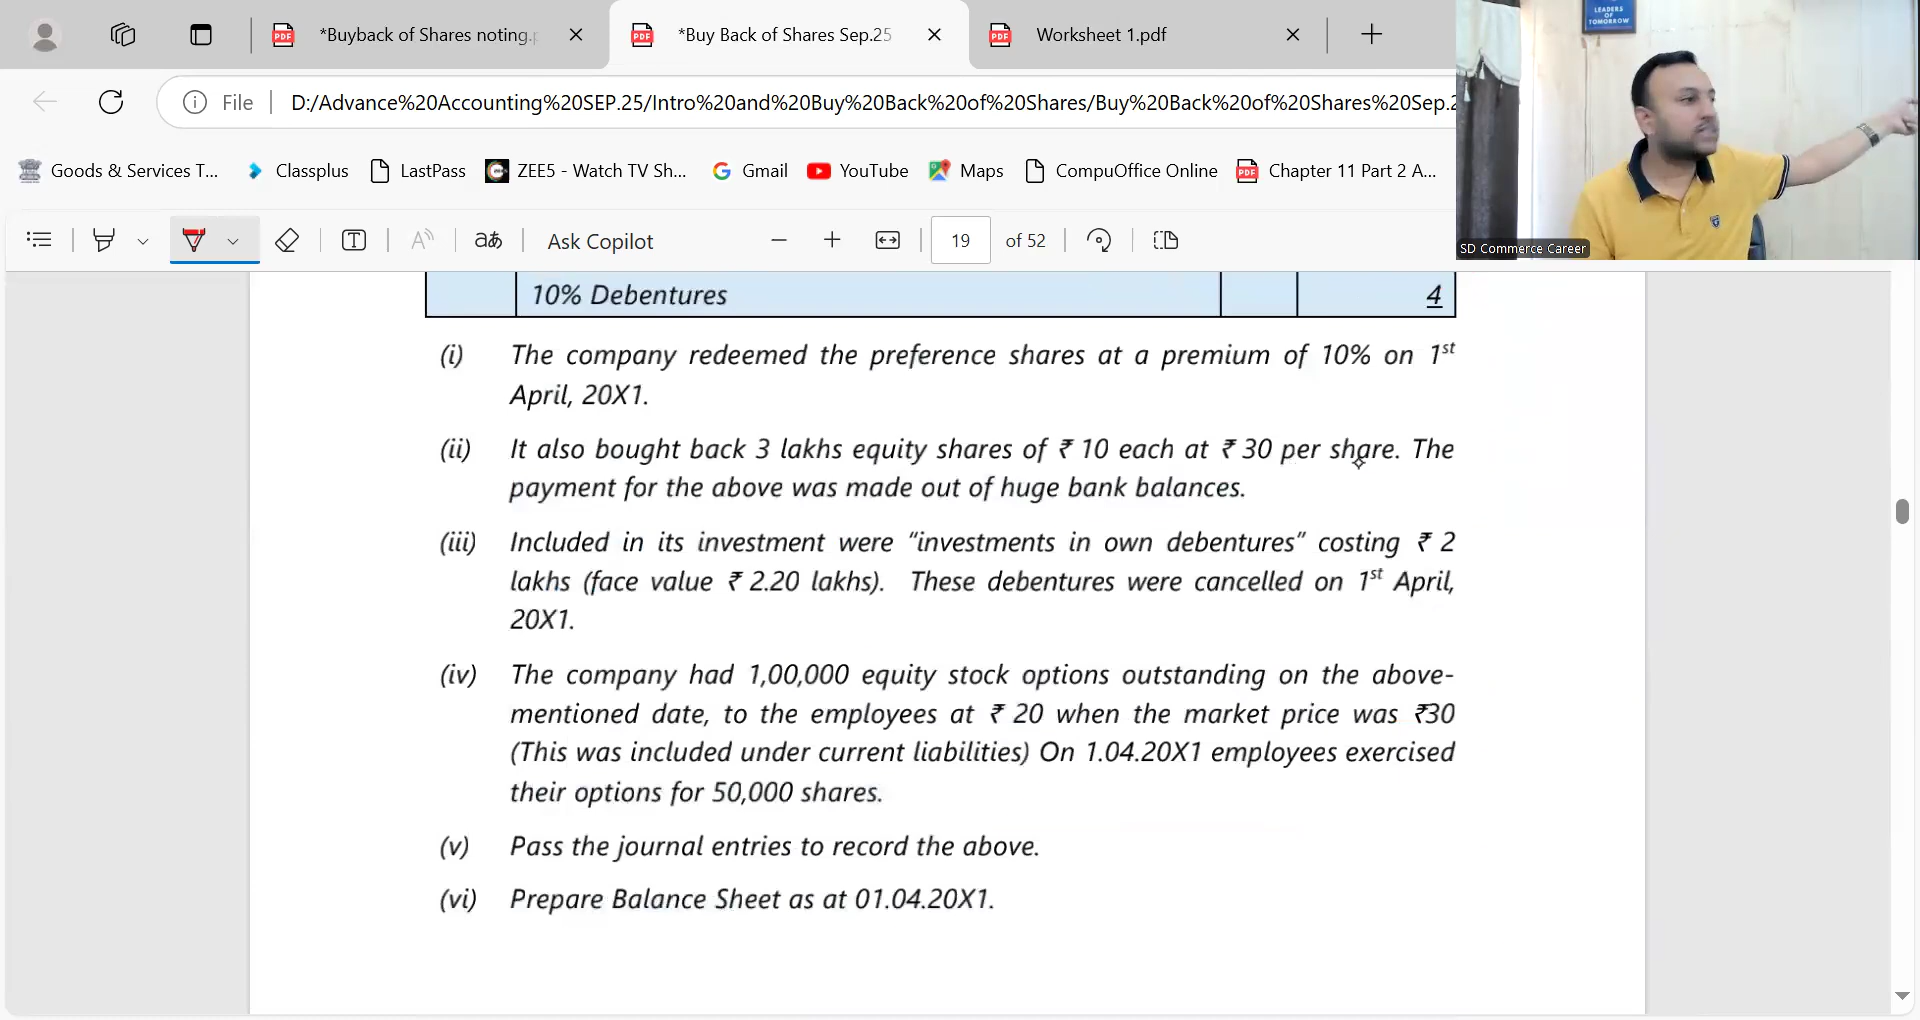 *Buyback of Shares noting.p
*Buy Back of Shares Sep.25
Worksheet 1.pdf
LEADERS
OF
TOMORROW
File
D:/Advance%20Accounting%20SEP.25/Intro%20and%20Buy%20Back%20of%20Shares/Buy%20Back%20of%20Shares%20Sep.2
Goods & Services T...
Classplus
LastPass
ZEE5 - Watch TV Sh...
Gmail
YouTube
Maps
CompuOffice Online
Chapter 11 Part 2 A...
Ask Copilot
19 of 52
SD Commerce Career
10% Debentures 4
(i) The company redeemed the preference shares at a premium of 10% on 1st
April, 20X1.
(ii) It also bought back 3 lakhs equity shares of ₹ 10 each at ₹ 30 per share. The
payment for the above was made out of huge bank balances.
(iii) Included in its investment were “investments in own debentures” costing ₹ 2
lakhs (face value ₹ 2.20 lakhs). These debentures were cancelled on 1st April,
20X1.
(iv) The company had 1,00,000 equity stock options outstanding on the above-
mentioned date, to the employees at ₹ 20 when the market price was ₹30
(This was included under current liabilities) On 1.04.20X1 employees exercised
their options for 50,000 shares.
(v) Pass the journal entries to record the above.
(vi) Prepare Balance Sheet as at 01.04.20X1.